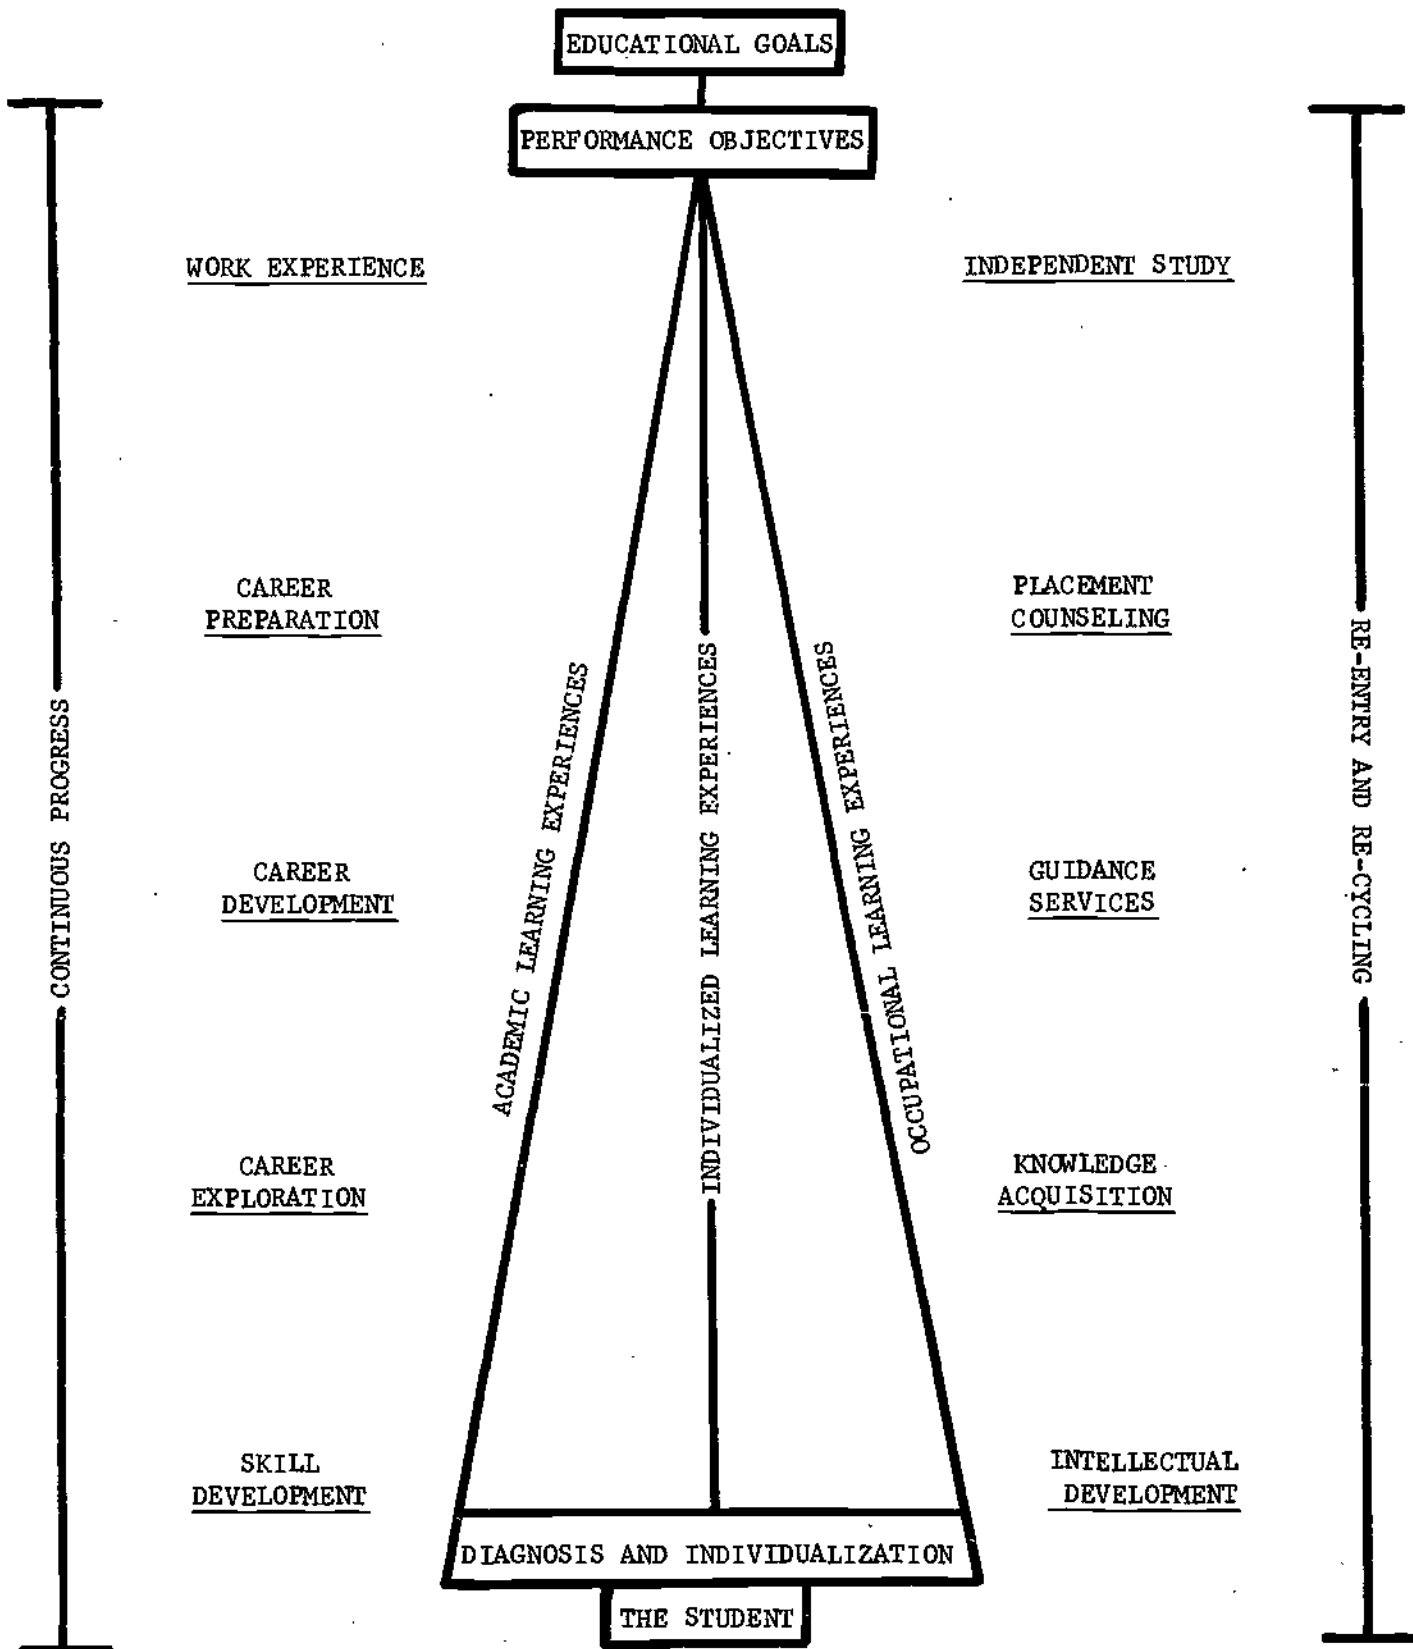 EDUCATIONAL GOALS
PERFORMANCE OBJECTIVES
WORK EXPERIENCE
INDEPENDENT STUDY
CAREER
PREPARATION
PLACEMENT
COUNSELING
CONTINUOUS PROGRESS
ACADEMIC LEARNING EXPERIENCES
INDIVIDUALIZED LEARNING EXPERIENCES
OCCUPATIONAL LEARNING EXPERIENCES
RE-ENTRY AND RE-CYCLING
CAREER
DEVELOPMENT
GUIDANCE
SERVICES
CAREER
EXPLORATION
KNOWLEDGE
ACQUISITION
SKILL
DEVELOPMENT
INTELLECTUAL
DEVELOPMENT
DIAGNOSIS AND INDIVIDUALIZATION
THE STUDENT